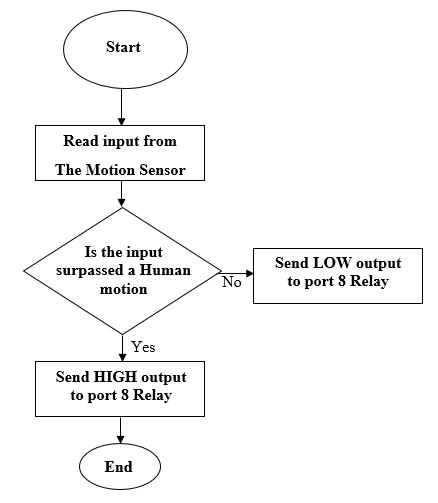 Start
Read input from
The Motion Sensor
Is the input
surpassed a Human
motion
No
Send LOW output
to port 8 Relay
Yes
Send HIGH output
to port 8 Relay
End